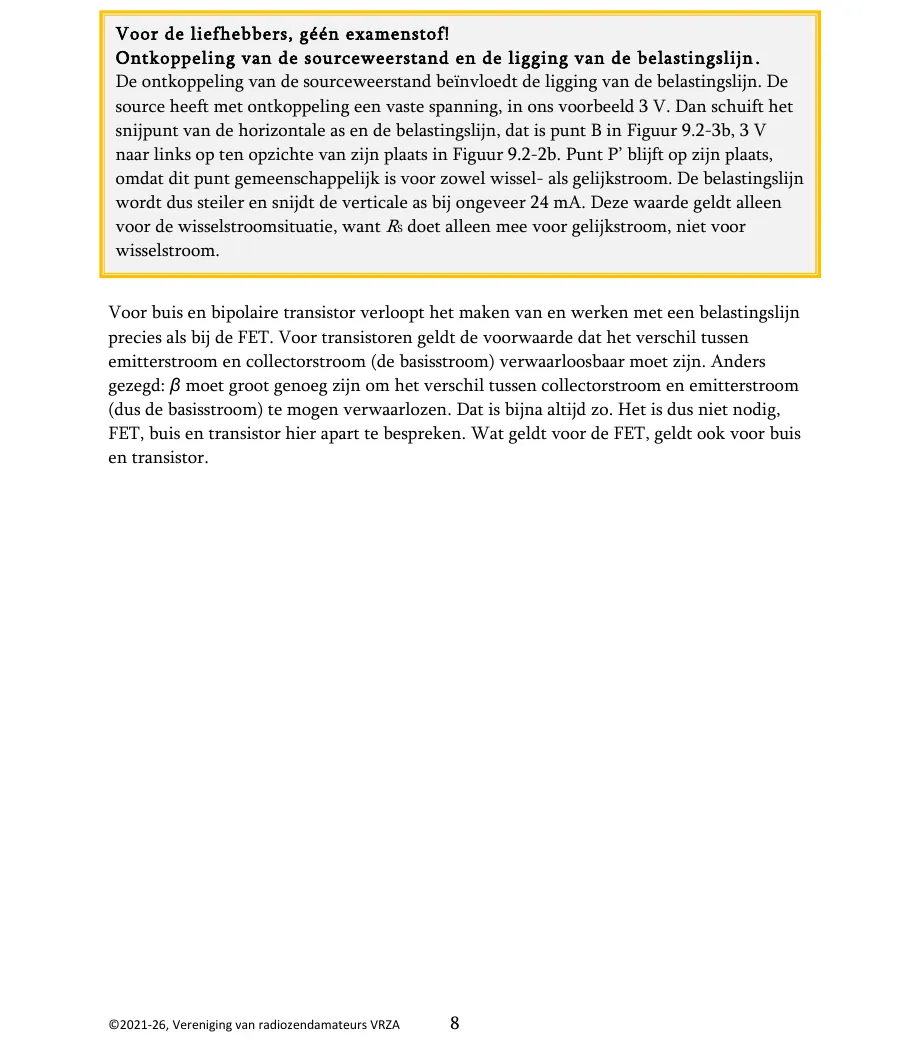 Voor de liefhebbers, géén examenstof!
Ontkoppeling van de sourceweerstand en de ligging van de belastingslijn.
De ontkoppeling van de sourceweerstand beïnvloedt de ligging van de belastingslijn. De
source heeft met ontkoppeling een vaste spanning, in ons voorbeeld 3 V. Dan schuift het
snijpunt van de horizontale as en de belastingslijn, dat is punt B in Figuur 9.2-3b, 3 V
naar links op ten opzichte van zijn plaats in Figuur 9.2-2b. Punt P’ blijft op zijn plaats,
omdat dit punt gemeenschappelijk is voor zowel wissel- als gelijkstroom. De belastingslijn
wordt dus steiler en snijdt de verticale as bij ongeveer 24 mA. Deze waarde geldt alleen
voor de wisselstroomsituatie, want RS doet alleen mee voor gelijkstroom, niet voor
wisselstroom.
Voor buis en bipolaire transistor verloopt het maken van en werken met een belastingslijn
precies als bij de FET. Voor transistoren geldt de voorwaarde dat het verschil tussen
emitterstroom en collectorstroom (de basisstroom) verwaarloosbaar moet zijn. Anders
gezegd: β moet groot genoeg zijn om het verschil tussen collectorstroom en emitterstroom
(dus de basisstroom) te mogen verwaarlozen. Dat is bijna altijd zo. Het is dus niet nodig,
FET, buis en transistor hier apart te bespreken. Wat geldt voor de FET, geldt ook voor buis
en transistor.
©2021-26, Vereniging van radiozendamateurs VRZA 8